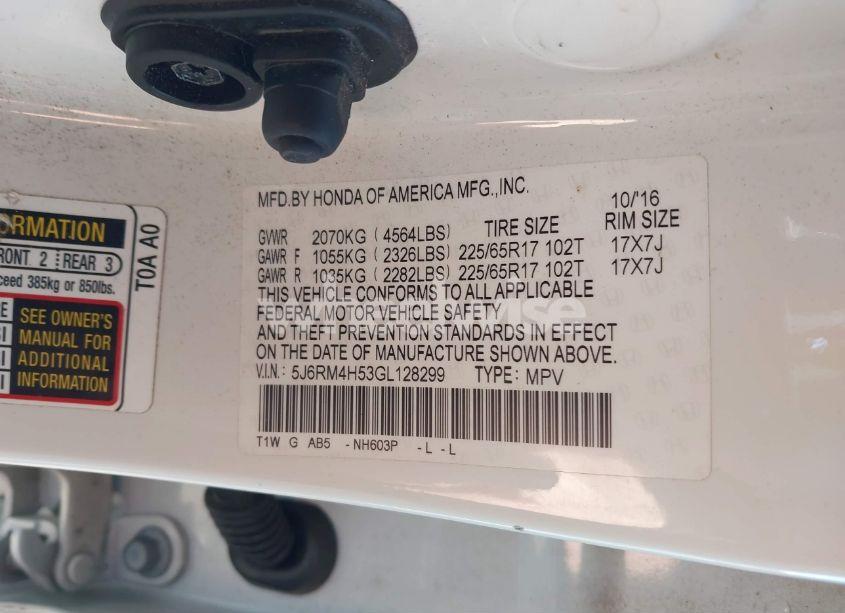 MFD.BY HONDA OF AMERICA MFG.,INC. 10/'16
GVWR 2070KG (4564LBS) TIRE SIZE RIM SIZE
GAWR F 1055KG (2326LBS) 225/65R17 102T 17X7J
GAWR R 1035KG (2282LBS) 225/65R17 102T 17X7J
THIS VEHICLE CONFORMS TO ALL APPLICABLE
FEDERAL MOTOR VEHICLE SAFETY
AND THEFT PREVENTION STANDARDS IN EFFECT
ON THE DATE OF MANUFACTURE SHOWN ABOVE.
V.I.N.: 5J6RM4H53GL128299 TYPE: MPV
T1W G AB5 -NH603P -L -L
FRONT 2 REAR 3
385kg or 850lbs.
SEE OWNER'S
MANUAL FOR
ADDITIONAL
INFORMATION
T0A A0